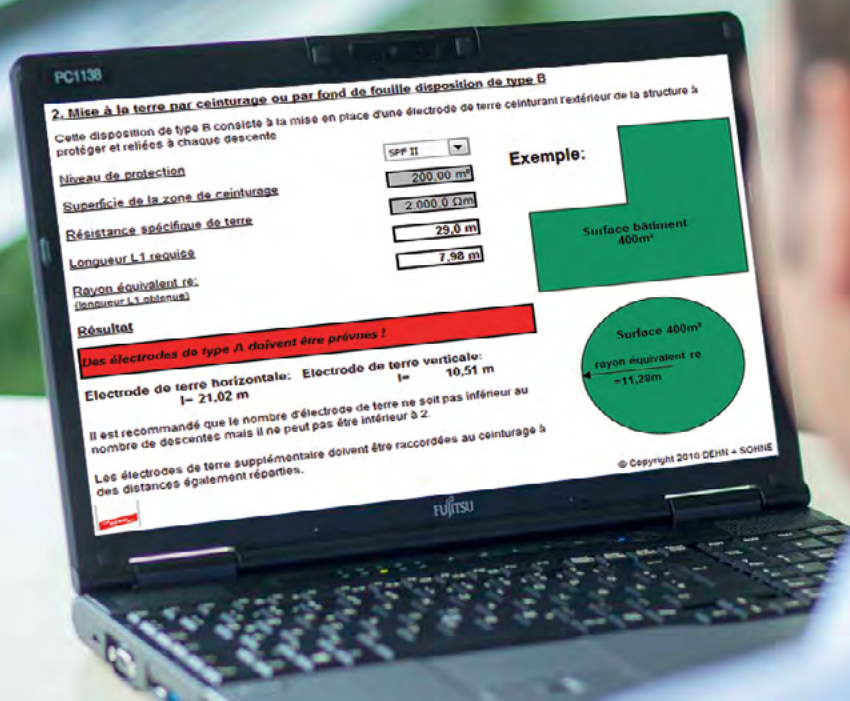 PC1138
2. Mise à la terre par ceinturage ou par fond de fouille disposition de type B
Cette disposition de type B consiste à la mise en place d'une électrode de terre ceinturant l'extérieur de la structure à
protéger et reliées à chaque descente
Niveau de protection
SPF II
Exemple:
Superficie de la zone de ceinturage
200,00 m²
Résistance spécifique de terre
2.000,0 Ωm
Longueur L1 requise
29,0 m
Rayon équivalent re:
7,98 m
(longueur L1 obtenue)
Surface bâtiment
400m²
Résultat
Des électrodes de type A doivent être prévues !
Electrode de terre horizontale: Electrode de terre verticale:
l= 21,02 m l= 10,51 m
Surface 400m²
rayon équivalent re
=11,28m
Il est recommandé que le nombre d'électrode de terre ne soit pas inférieur au
nombre de descentes mais il ne peut pas être intérieur à 2.
Les électrodes de terre supplémentaire doivent être raccordées au ceinturage à
des distances également réparties.
© Copyright 2010 DEHN + SÖHNE
FUJITSU